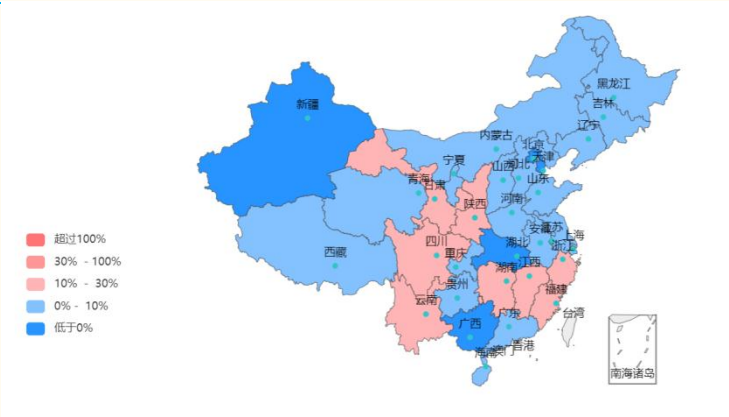 黑龙江
新疆
吉林
辽宁
内蒙古
北京
天津
宁夏
山西
河北
青海
甘肃
山东
陕西
河南
安徽
江苏
上海
四川
湖北
浙江
西藏
重庆
湖南
江西
贵州
福建
云南
广东
台湾
广西
香港
海南
澳门
南海诸岛
超过100%
30% - 100%
10% - 30%
0% - 10%
低于0%